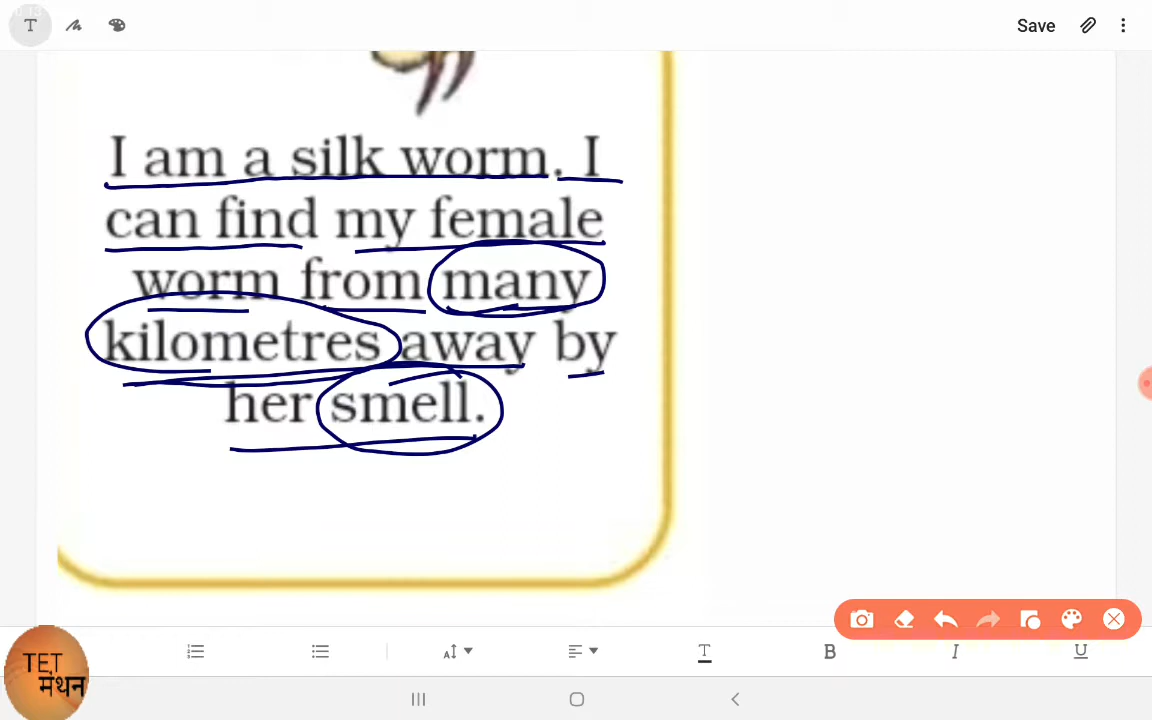 T
Save
I am a silk worm. I
can find my female
worm from many
kilometres away by
her smell.
T B I U
TET
मंथन